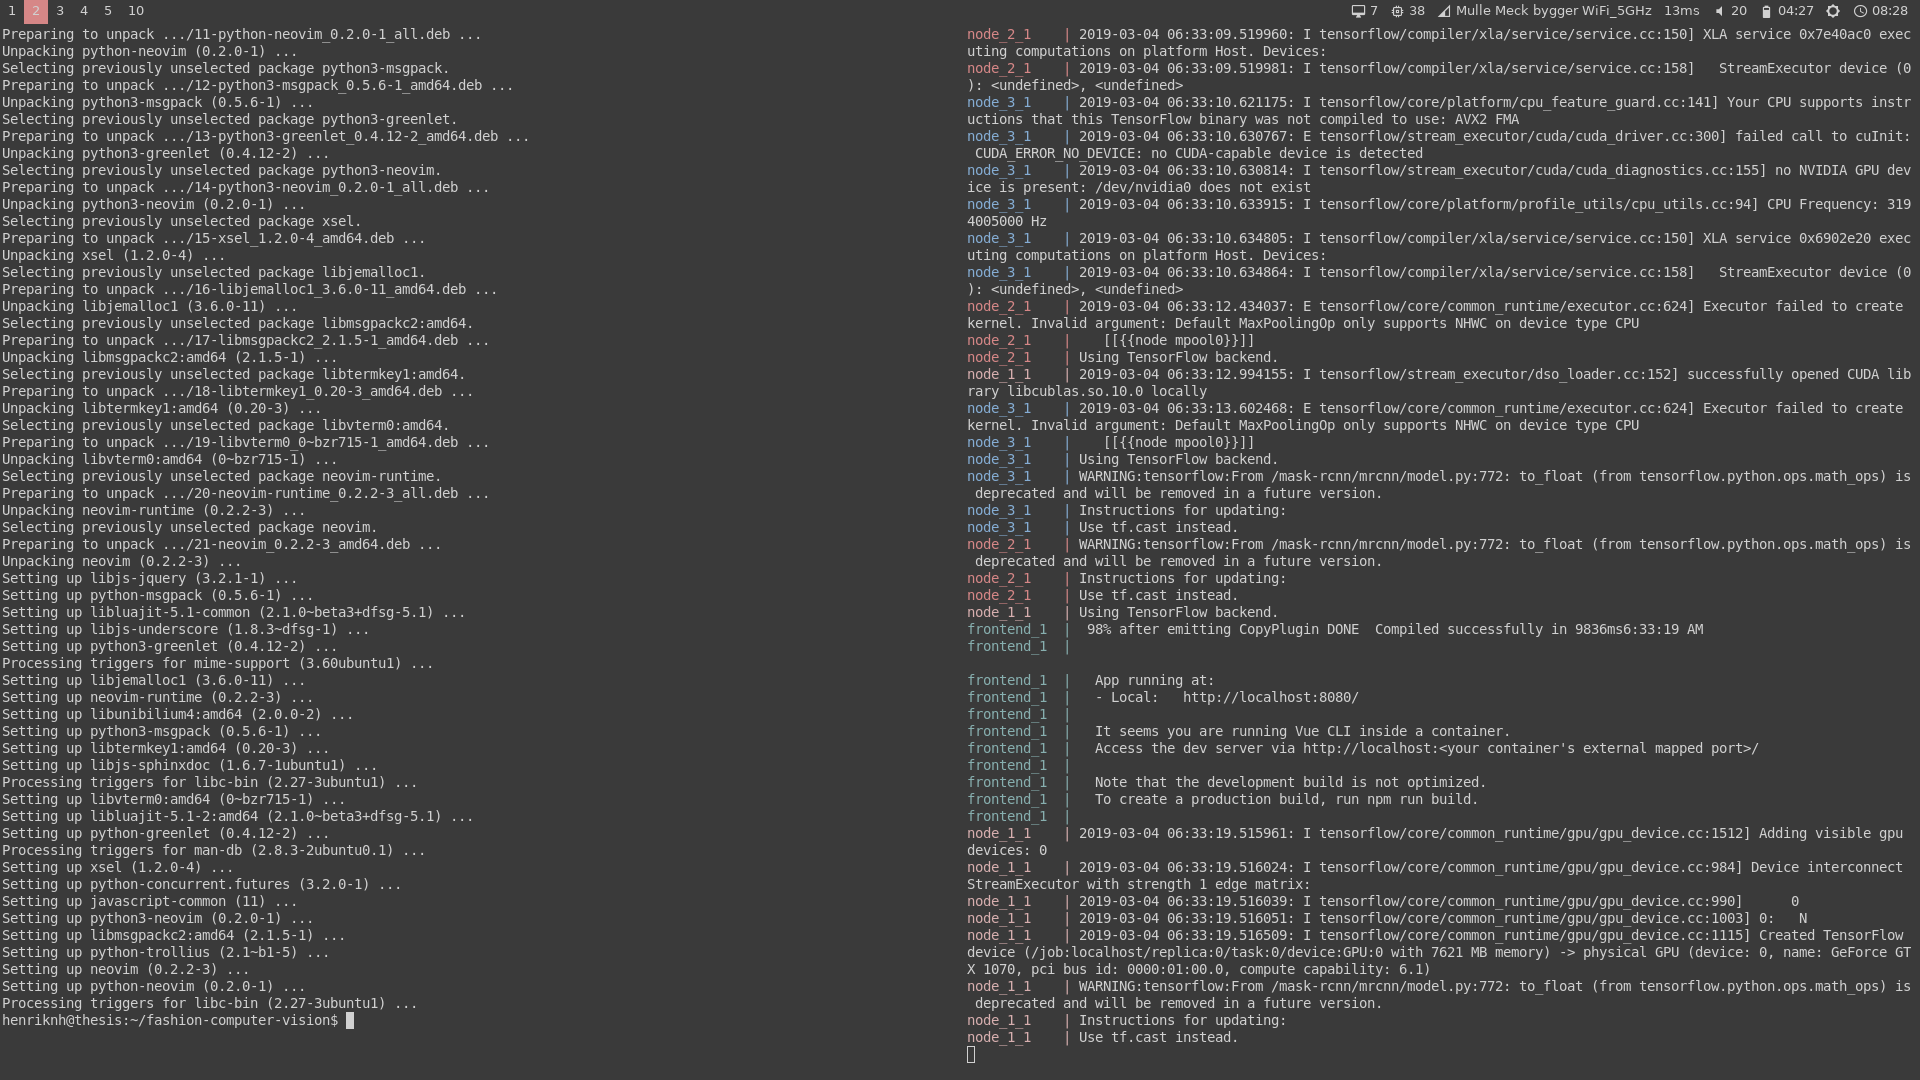 1 2 3 4 5 10
7 38 Mulle Meck bygger WiFi_5GHz 13ms 20 04:27 08:28
Preparing to unpack .../11-python-neovim_0.2.0-1_all.deb ...
Unpacking python-neovim (0.2.0-1) ...
Selecting previously unselected package python3-msgpack.
Preparing to unpack .../12-python3-msgpack_0.5.6-1_amd64.deb ...
Unpacking python3-msgpack (0.5.6-1) ...
Selecting previously unselected package python3-greenlet.
Preparing to unpack .../13-python3-greenlet_0.4.12-2_amd64.deb ...
Unpacking python3-greenlet (0.4.12-2) ...
Selecting previously unselected package python3-neovim.
Preparing to unpack .../14-python3-neovim_0.2.0-1_all.deb ...
Unpacking python3-neovim (0.2.0-1) ...
Selecting previously unselected package xsel.
Preparing to unpack .../15-xsel_1.2.0-4_amd64.deb ...
Unpacking xsel (1.2.0-4) ...
Selecting previously unselected package libjemalloc1.
Preparing to unpack .../16-libjemalloc1_3.6.0-11_amd64.deb ...
Unpacking libjemalloc1 (3.6.0-11) ...
Selecting previously unselected package libmsgpackc2:amd64.
Preparing to unpack .../17-libmsgpackc2_2.1.5-1_amd64.deb ...
Unpacking libmsgpackc2:amd64 (2.1.5-1) ...
Selecting previously unselected package libtermkey1:amd64.
Preparing to unpack .../18-libtermkey1_0.20-3_amd64.deb ...
Unpacking libtermkey1:amd64 (0.20-3) ...
Selecting previously unselected package libvterm0:amd64.
Preparing to unpack .../19-libvterm0_0~bzr715-1_amd64.deb ...
Unpacking libvterm0:amd64 (0~bzr715-1) ...
Selecting previously unselected package neovim-runtime.
Preparing to unpack .../20-neovim-runtime_0.2.2-3_all.deb ...
Unpacking neovim-runtime (0.2.2-3) ...
Selecting previously unselected package neovim.
Preparing to unpack .../21-neovim_0.2.2-3_amd64.deb ...
Unpacking neovim (0.2.2-3) ...
Setting up libjs-jquery (3.2.1-1) ...
Setting up python-msgpack (0.5.6-1) ...
Setting up libluajit-5.1-common (2.1.0~beta3+dfsg-5.1) ...
Setting up libjs-underscore (1.8.3~dfsg-1) ...
Setting up python3-greenlet (0.4.12-2) ...
Processing triggers for mime-support (3.60ubuntu1) ...
Setting up libjemalloc1 (3.6.0-11) ...
Setting up neovim-runtime (0.2.2-3) ...
Setting up libunibilium4:amd64 (2.0.0-2) ...
Setting up python3-msgpack (0.5.6-1) ...
Setting up libtermkey1:amd64 (0.20-3) ...
Setting up libjs-sphinxdoc (1.6.7-1ubuntu1) ...
Processing triggers for libc-bin (2.27-3ubuntu1) ...
Setting up libvterm0:amd64 (0~bzr715-1) ...
Setting up libluajit-5.1-2:amd64 (2.1.0~beta3+dfsg-5.1) ...
Setting up python-greenlet (0.4.12-2) ...
Processing triggers for man-db (2.8.3-2ubuntu0.1) ...
Setting up xsel (1.2.0-4) ...
Setting up python-concurrent.futures (3.2.0-1) ...
Setting up javascript-common (11) ...
Setting up python3-neovim (0.2.0-1) ...
Setting up libmsgpackc2:amd64 (2.1.5-1) ...
Setting up python-trollius (2.1~b1-5) ...
Setting up neovim (0.2.2-3) ...
Setting up python-neovim (0.2.0-1) ...
Processing triggers for libc-bin (2.27-3ubuntu1) ...
henriknh@thesis:~/fashion-computer-vision$
node_2_1    | 2019-03-04 06:33:09.519960: I tensorflow/compiler/xla/service/service.cc:150] XLA service 0x7e40ac0 exec
uting computations on platform Host. Devices:
node_2_1    | 2019-03-04 06:33:09.519981: I tensorflow/compiler/xla/service/service.cc:158]   StreamExecutor device (0
): <undefined>, <undefined>
node_3_1    | 2019-03-04 06:33:10.621175: I tensorflow/core/platform/cpu_feature_guard.cc:141] Your CPU supports instr
uctions that this TensorFlow binary was not compiled to use: AVX2 FMA
node_3_1    | 2019-03-04 06:33:10.630767: E tensorflow/stream_executor/cuda/cuda_driver.cc:300] failed call to cuInit:
 CUDA_ERROR_NO_DEVICE: no CUDA-capable device is detected
node_3_1    | 2019-03-04 06:33:10.630814: I tensorflow/stream_executor/cuda/cuda_diagnostics.cc:155] no NVIDIA GPU dev
ice is present: /dev/nvidia0 does not exist
node_3_1    | 2019-03-04 06:33:10.633915: I tensorflow/core/platform/profile_utils/cpu_utils.cc:94] CPU Frequency: 319
4005000 Hz
node_3_1    | 2019-03-04 06:33:10.634805: I tensorflow/compiler/xla/service/service.cc:150] XLA service 0x6902e20 exec
uting computations on platform Host. Devices:
node_3_1    | 2019-03-04 06:33:10.634864: I tensorflow/compiler/xla/service/service.cc:158]   StreamExecutor device (0
): <undefined>, <undefined>
node_2_1    | 2019-03-04 06:33:12.434037: E tensorflow/core/common_runtime/executor.cc:624] Executor failed to create
kernel. Invalid argument: Default MaxPoolingOp only supports NHWC on device type CPU
node_2_1    |    [[{{node mpool0}}]]
node_2_1    | Using TensorFlow backend.
node_1_1    | 2019-03-04 06:33:12.994155: I tensorflow/stream_executor/dso_loader.cc:152] successfully opened CUDA lib
rary libcublas.so.10.0 locally
node_3_1    | 2019-03-04 06:33:13.602468: E tensorflow/core/common_runtime/executor.cc:624] Executor failed to create
kernel. Invalid argument: Default MaxPoolingOp only supports NHWC on device type CPU
node_3_1    |    [[{{node mpool0}}]]
node_3_1    | Using TensorFlow backend.
node_3_1    | WARNING:tensorflow:From /mask-rcnn/mrcnn/model.py:772: to_float (from tensorflow.python.ops.math_ops) is
 deprecated and will be removed in a future version.
node_3_1    | Instructions for updating:
node_3_1    | Use tf.cast instead.
node_2_1    | WARNING:tensorflow:From /mask-rcnn/mrcnn/model.py:772: to_float (from tensorflow.python.ops.math_ops) is
 deprecated and will be removed in a future version.
node_2_1    | Instructions for updating:
node_2_1    | Use tf.cast instead.
node_1_1    | Using TensorFlow backend.
frontend_1  |  98% after emitting CopyPlugin DONE  Compiled successfully in 9836ms6:33:19 AM
frontend_1  |
frontend_1  |   App running at:
frontend_1  |   - Local:   http://localhost:8080/
frontend_1  |
frontend_1  |   It seems you are running Vue CLI inside a container.
frontend_1  |   Access the dev server via http://localhost:<your container's external mapped port>/
frontend_1  |
frontend_1  |   Note that the development build is not optimized.
frontend_1  |   To create a production build, run npm run build.
frontend_1  |
node_1_1    | 2019-03-04 06:33:19.515961: I tensorflow/core/common_runtime/gpu/gpu_device.cc:1512] Adding visible gpu
devices: 0
node_1_1    | 2019-03-04 06:33:19.516024: I tensorflow/core/common_runtime/gpu/gpu_device.cc:984] Device interconnect
StreamExecutor with strength 1 edge matrix:
node_1_1    | 2019-03-04 06:33:19.516039: I tensorflow/core/common_runtime/gpu/gpu_device.cc:990]      0
node_1_1    | 2019-03-04 06:33:19.516051: I tensorflow/core/common_runtime/gpu/gpu_device.cc:1003] 0:   N
node_1_1    | 2019-03-04 06:33:19.516509: I tensorflow/core/common_runtime/gpu/gpu_device.cc:1115] Created TensorFlow
device (/job:localhost/replica:0/task:0/device:GPU:0 with 7621 MB memory) -> physical GPU (device: 0, name: GeForce GT
X 1070, pci bus id: 0000:01:00.0, compute capability: 6.1)
node_1_1    | WARNING:tensorflow:From /mask-rcnn/mrcnn/model.py:772: to_float (from tensorflow.python.ops.math_ops) is
 deprecated and will be removed in a future version.
node_1_1    | Instructions for updating:
node_1_1    | Use tf.cast instead.